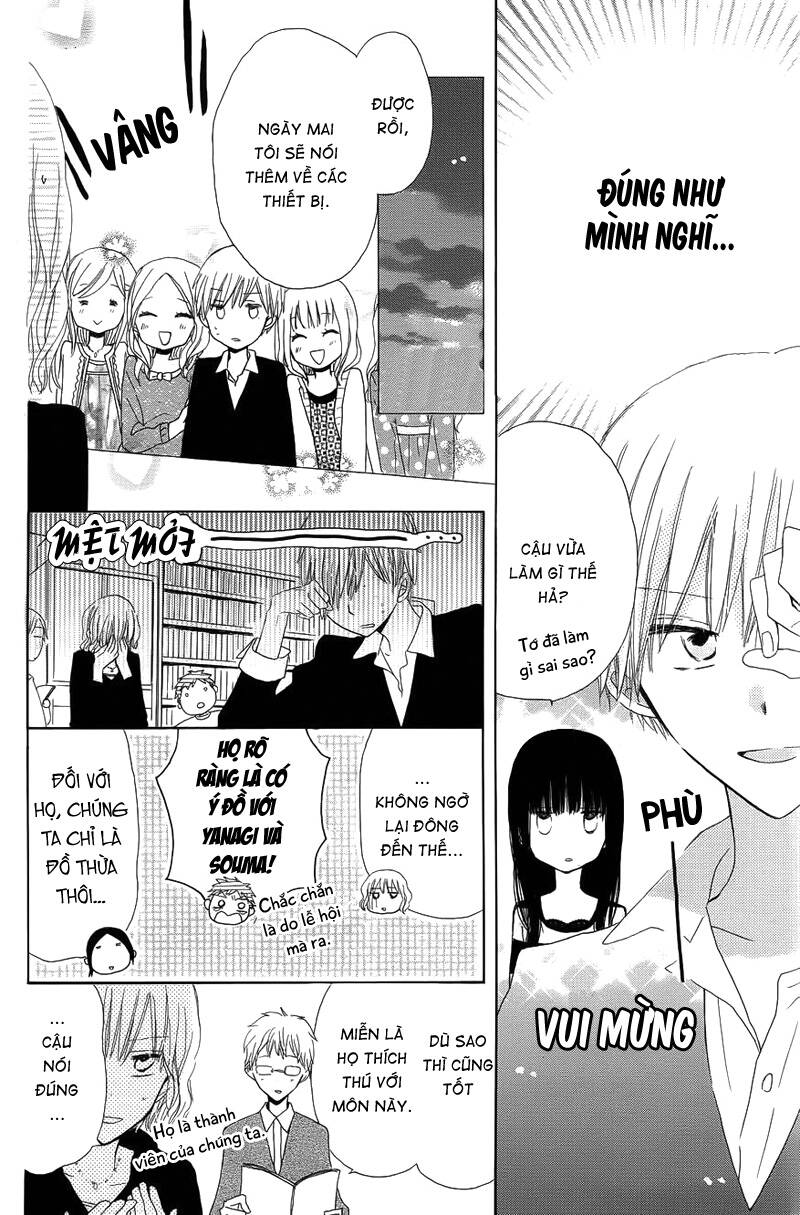 ĐÚNG NHƯ
MÌNH NGHĨ...
CẬU VỪA
LÀM GÌ THẾ
HẢ?
Tớ đã làm
gì sai sao?
PHÙ
VUI MỪNG
ĐƯỢC
RỒI,
NGÀY MAI
TÔI SẼ NÓI
THÊM VỀ CÁC
THIẾT BỊ.
VÂNG
MỆT MỎI
...
KHÔNG NGỜ
LẠI ĐÔNG
ĐẾN THẾ...
HỌ RÕ
RÀNG LÀ CÓ
Ý ĐỒ VỚI
YANAGI VÀ
SOUMA!
Chắc chắn
là do lễ hội
mà ra.
ĐỐI VỚI
HỌ, CHÚNG
TA CHỈ LÀ
ĐỒ THỪA
THÔI...
DÙ SAO
THÌ CŨNG
TỐT
MIỄN LÀ
HỌ THÍCH
THÚ VỚI
MÔN NÀY.
Họ là thành
viên của chúng ta.
...
CẬU
NÓI
ĐÚNG
...